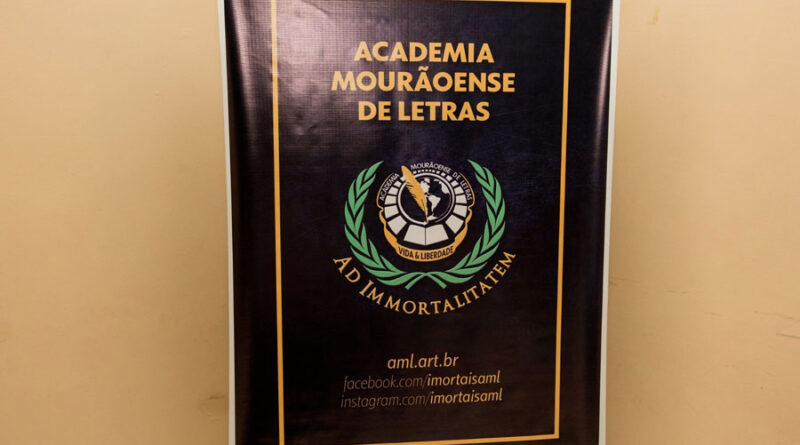 ACADEMIA
MOURÃOENSE
DE LETRAS
ACADEMIA MOURÃOENSE DE LETRAS
VIDA & LIBERDADE
AD IMMORTALITATEM
aml.art.br
facebook.com/imortaisaml
instagram.com/imortaisaml